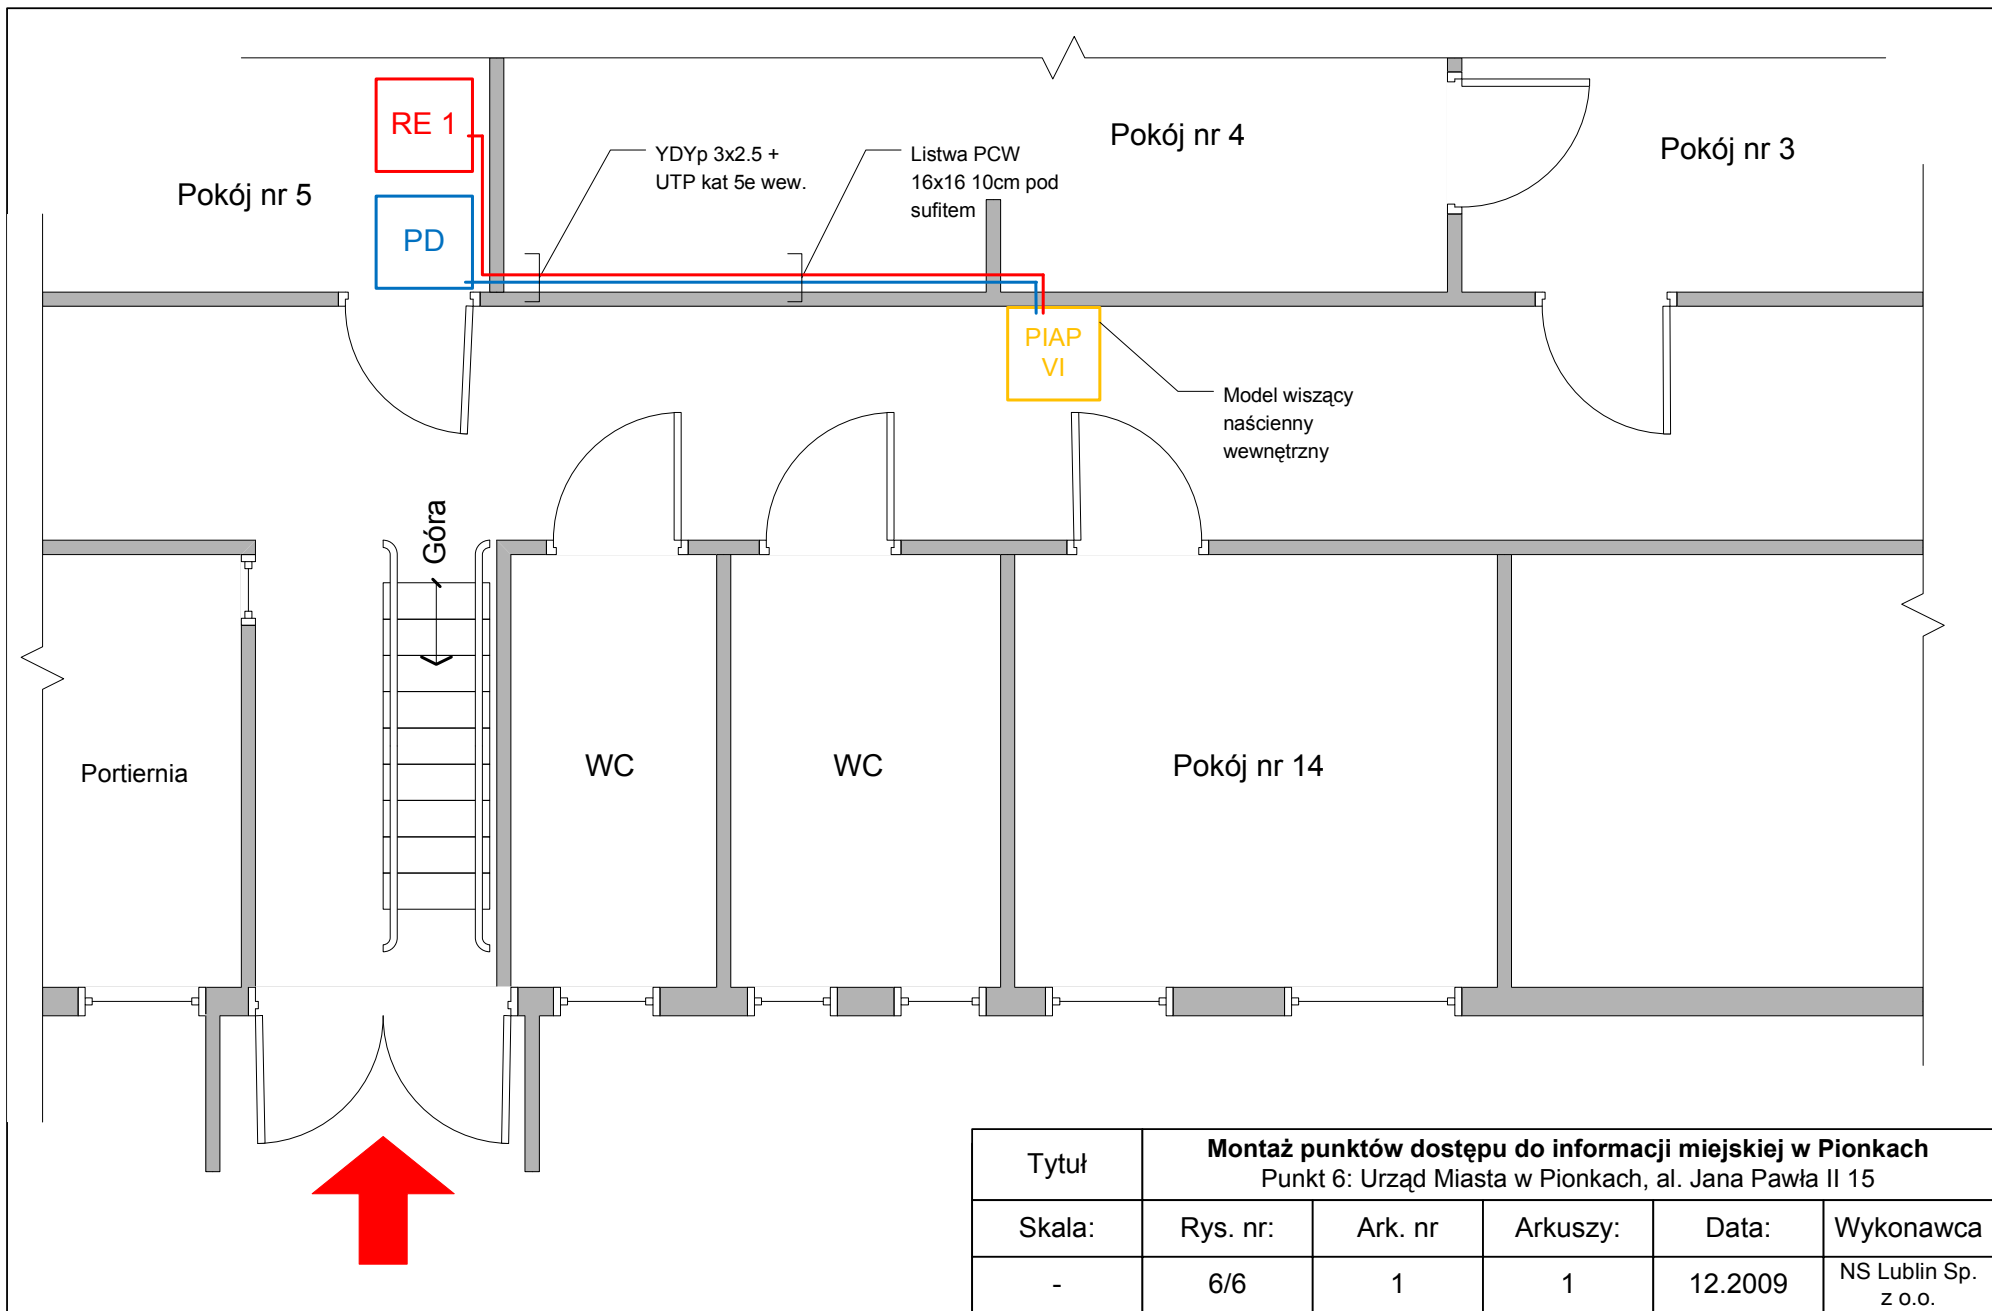 RE 1
Pokój nr 5
PD
YDYp 3x2.5 +
UTP kat 5e wew.
Listwa PCW
16x16 10cm pod
sufitem
Pokój nr 4
Pokój nr 3
PIAP
VI
Model wiszący
naścienny
wewnętrzny
Góra
Portiernia
WC
WC
Pokój nr 14
Tytuł
Montaż punktów dostępu do informacji miejskiej w Pionkach
Punkt 6: Urząd Miasta w Pionkach, al. Jana Pawła II 15
Skala:
Rys. nr:
Ark. nr
Arkuszy:
Data:
Wykonawca
-
6/6
1
1
12.2009
NS Lublin Sp.
z o.o.